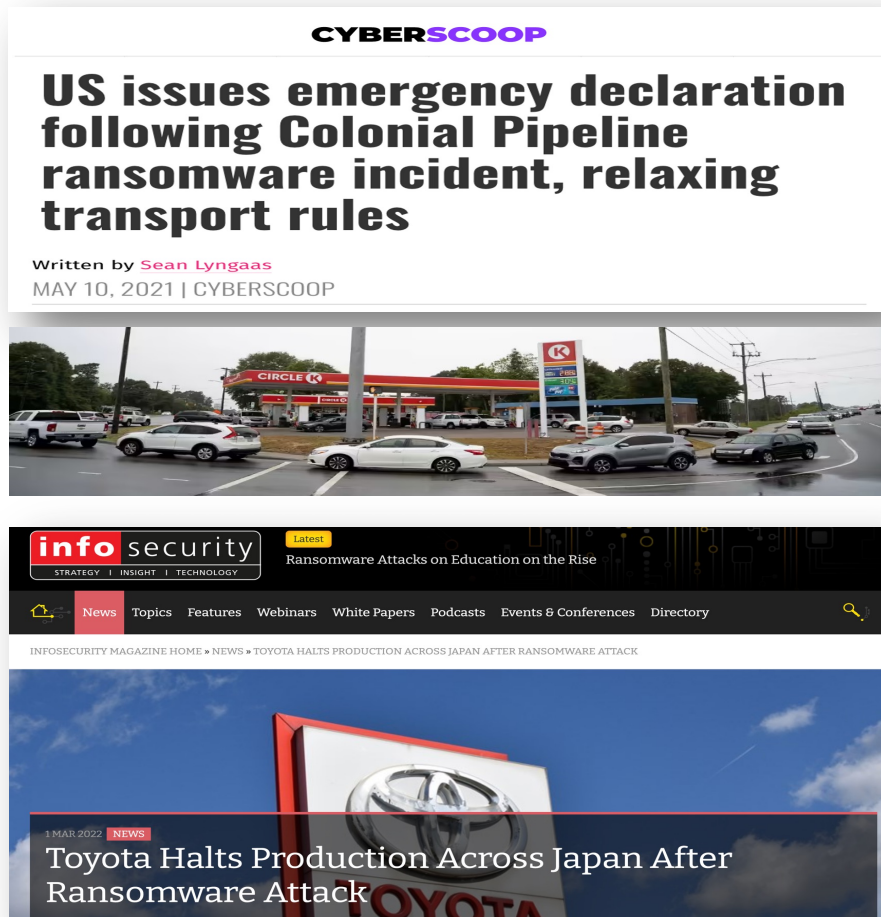 CYBERSCOOP
US issues emergency declaration
following Colonial Pipeline
ransomware incident, relaxing
transport rules
Written by Sean Lyngaas
MAY 10, 2021 | CYBERSCOOP
CIRCLE K
K
CIRCLE K
info security
STRATEGY | INSIGHT | TECHNOLOGY
Latest
Ransomware Attacks on Education on the Rise
News Topics Features Webinars White Papers Podcasts Events & Conferences Directory
INFOSECURITY MAGAZINE HOME » NEWS » TOYOTA HALTS PRODUCTION ACROSS JAPAN AFTER RANSOMWARE ATTACK
1 MAR 2022 NEWS
Toyota Halts Production Across Japan After
Ransomware Attack
TOYOTA